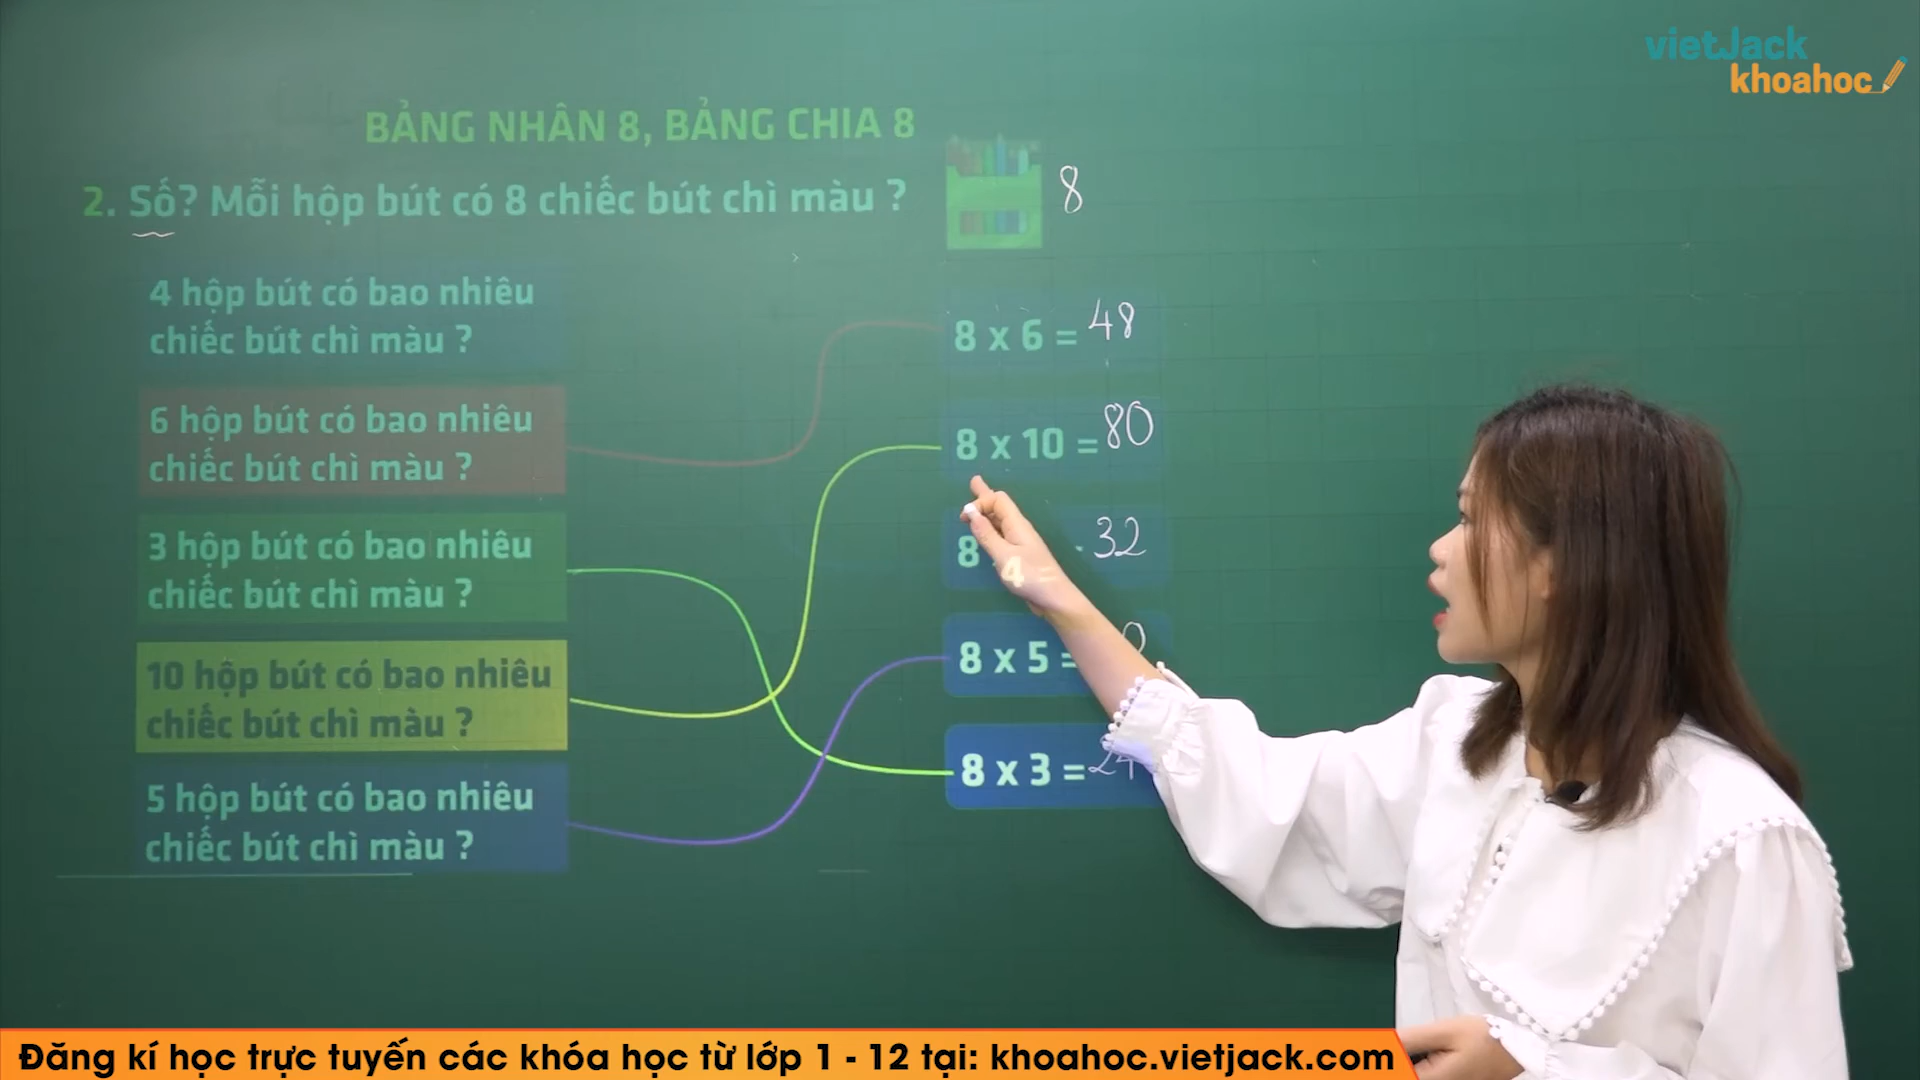 vietJack
khoahoc
BẢNG NHÂN 8, BẢNG CHIA 8
2. Số? Mỗi hộp bút có 8 chiếc bút chì màu ?
8
4 hộp bút có bao nhiêu
chiếc bút chì màu ?
6 hộp bút có bao nhiêu
chiếc bút chì màu ?
3 hộp bút có bao nhiêu
chiếc bút chì màu ?
10 hộp bút có bao nhiêu
chiếc bút chì màu ?
5 hộp bút có bao nhiêu
chiếc bút chì màu ?
8 x 6 = 48
8 x 10 = 80
8 4 = 32
8 x 5 =
8 x 3 = 24
Đăng kí học trực tuyến các khóa học từ lớp 1 - 12 tại: khoahoc.vietjack.com